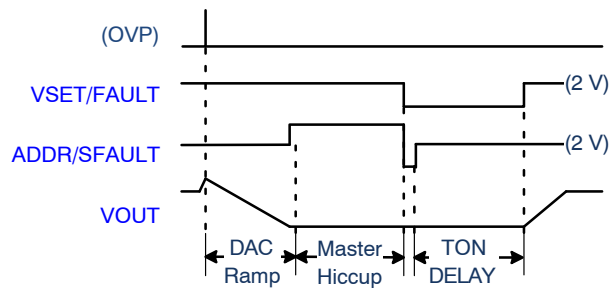 (OVP)
VSET/FAULT
(2 V)
ADDR/SFAULT
(2 V)
VOUT
DAC
Ramp
Master
Hiccup
TON
DELAY